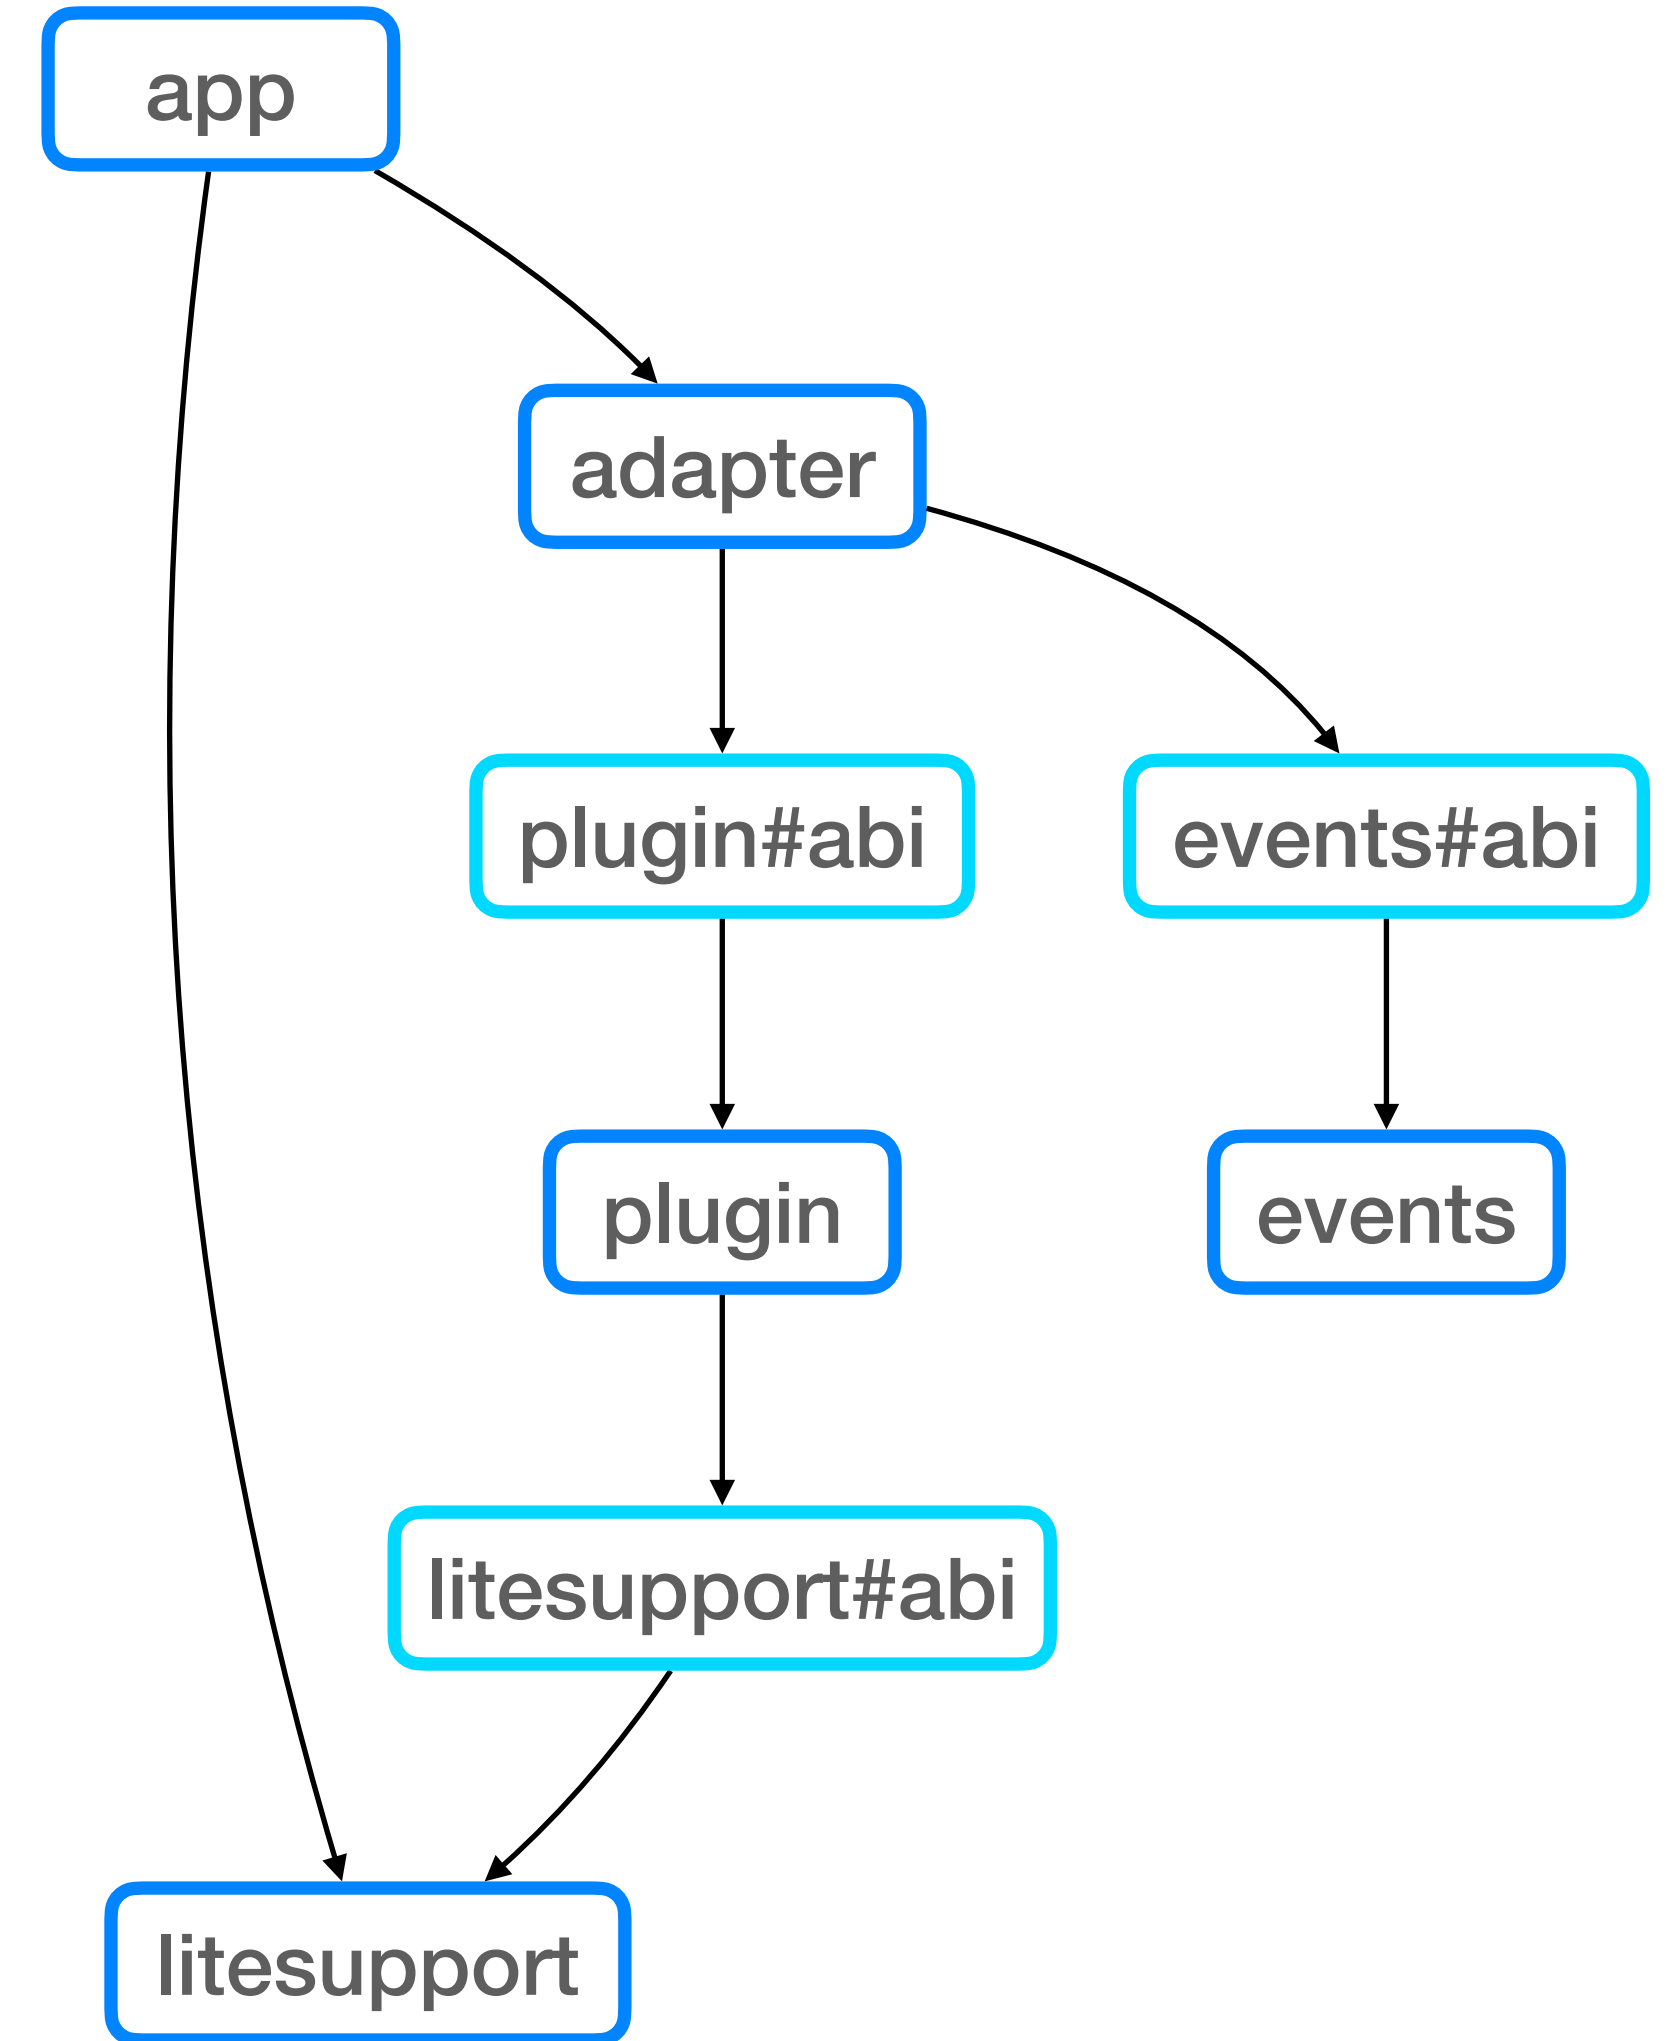 app
adapter
plugin#abi
events#abi
plugin
events
litesupport#abi
litesupport